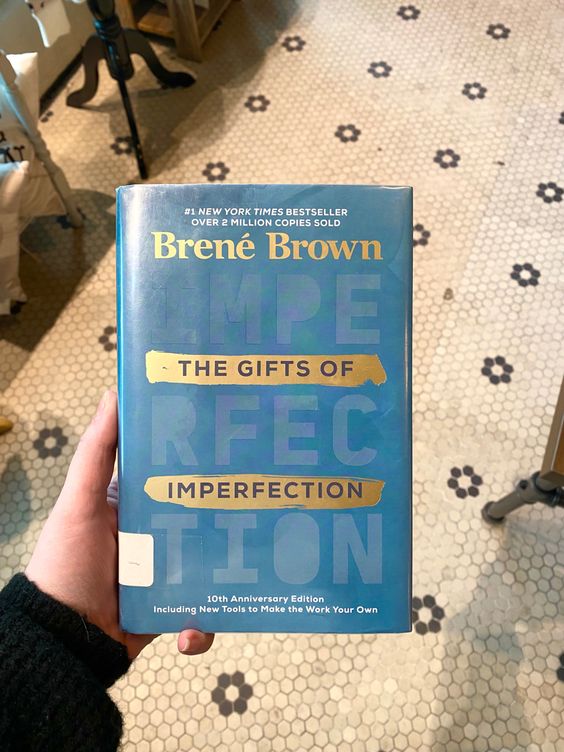 #1 NEW YORK TIMES BESTSELLER
OVER 2 MILLION COPIES SOLD
Brené Brown
IMPE
THE GIFTS OF
RFEC
IMPERFECTION
TION
10th Anniversary Edition
Including New Tools to Make the Work Your Own